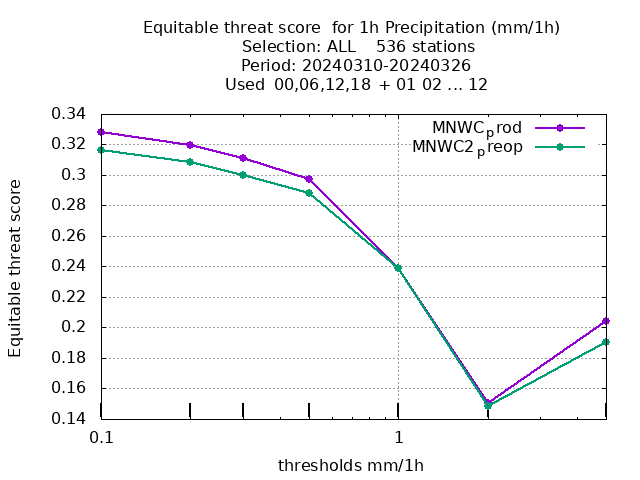 Equitable threat score  for 1h Precipitation (mm/1h)
Selection: ALL    536 stations
Period: 20240310-20240326
Used  00,06,12,18  + 01 02 ... 12
MNWC_prod
MNWC2_preop
0.34
0.32
0.3
0.28
0.26
0.24
0.22
0.2
0.18
0.16
0.14
Equitable threat score
0.1
1
thresholds mm/1h